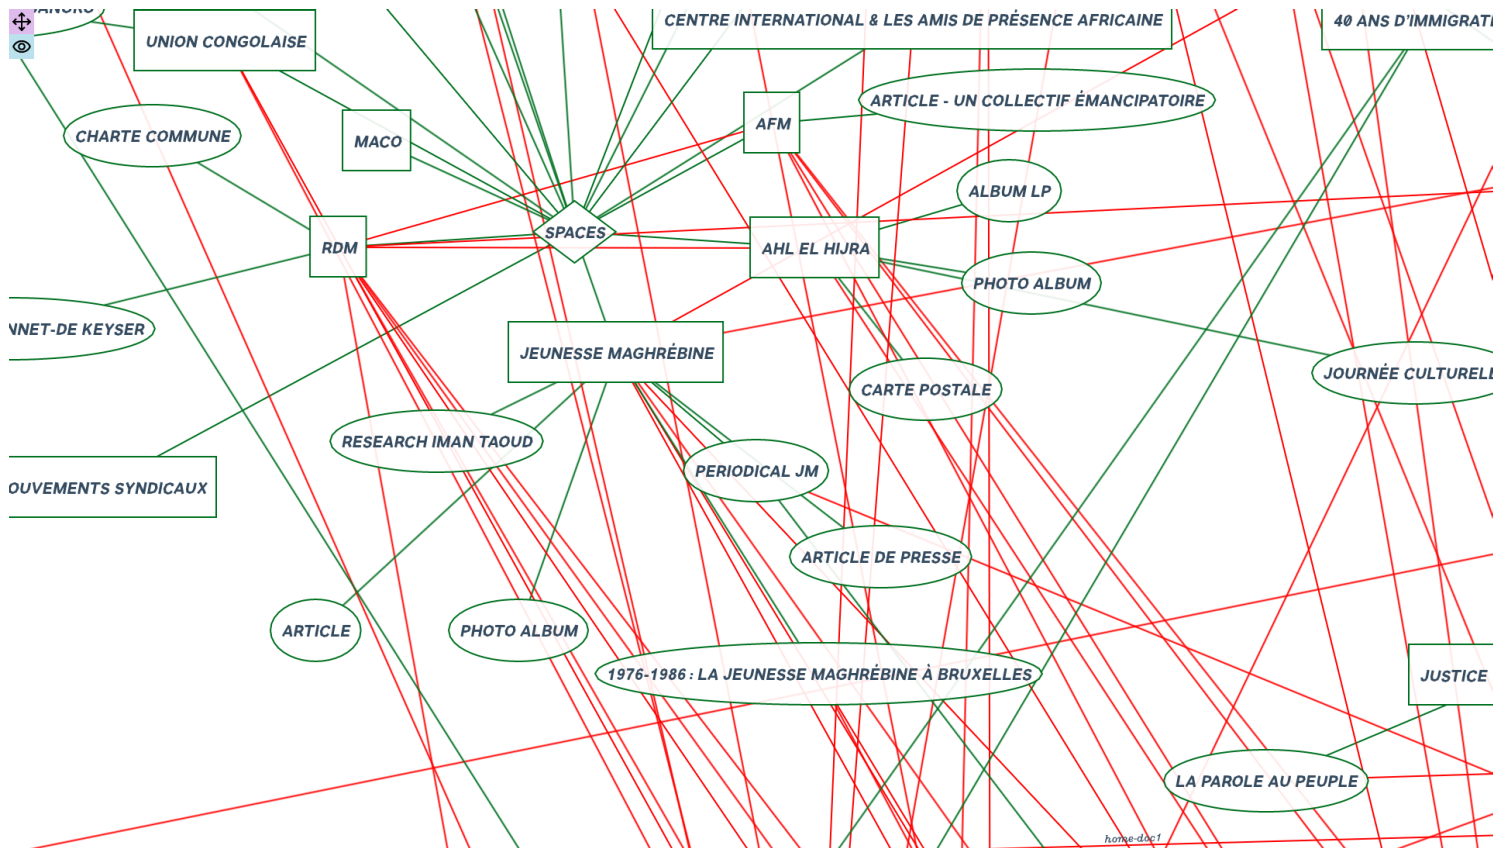 CENTRE INTERNATIONAL & LES AMIS DE PRÉSENCE AFRICAINE
40 ANS D'IMMIGRATI
UNION CONGOLAISE
ARTICLE - UN COLLECTIF ÉMANCIPATOIRE
AFM
CHARTE COMMUNE
MACO
ALBUM LP
SPACES
RDM
AHL EL HIJRA
PHOTO ALBUM
NNET-DE KEYSER
JEUNESSE MAGHRÉBINE
JOURNÉE CULTURELE
CARTE POSTALE
RESEARCH IMAN TAOUD
PERIODICAL JM
OUVEMENTS SYNDICAUX
ARTICLE DE PRESSE
ARTICLE
PHOTO ALBUM
1976-1986 : LA JEUNESSE MAGHRÉBINE À BRUXELLES
JUSTICE
LA PAROLE AU PEUPLE
home-doc1